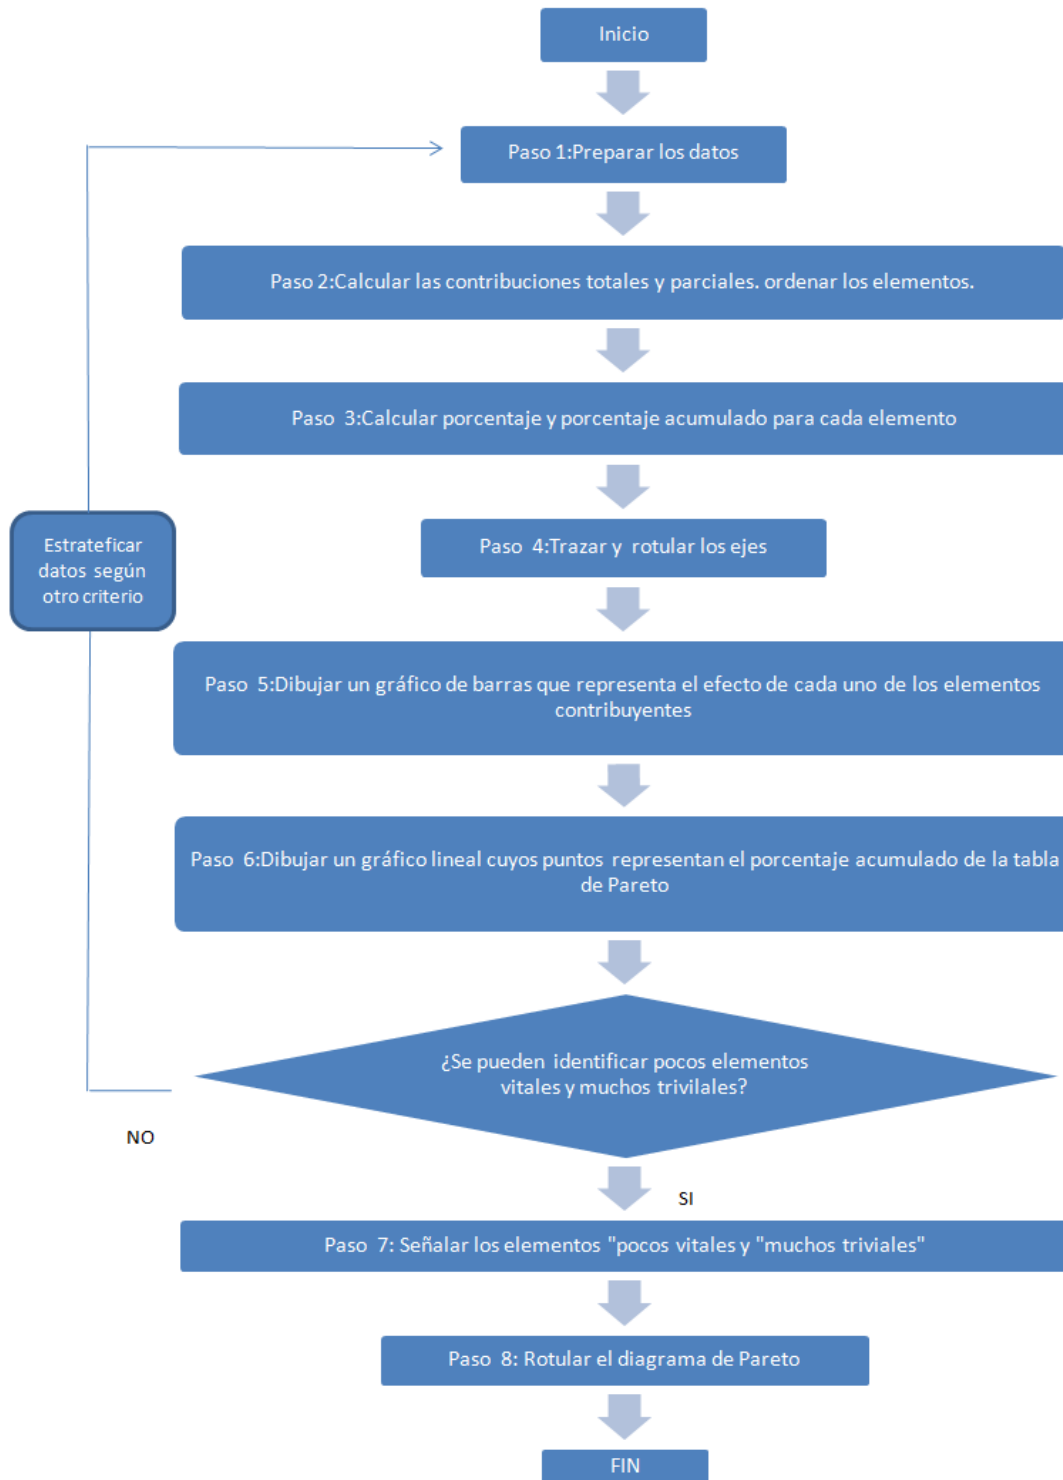 Inicio
Paso 1:Preparar los datos
Paso 2:Calcular las contribuciones totales y parciales. ordenar los elementos.
Paso 3:Calcular porcentaje y porcentaje acumulado para cada elemento
Paso 4:Trazar y rotular los ejes
Estrateficar
datos según
otro criterio
Paso 5:Dibujar un gráfico de barras que representa el efecto de cada uno de los elementos
contribuyentes
Paso 6:Dibujar un gráfico lineal cuyos puntos representan el porcentaje acumulado de la tabla
de Pareto
¿Se pueden identificar pocos elementos
vitales y muchos trivilales?
NO
SI
Paso 7: Señalar los elementos "pocos vitales y "muchos triviales"
Paso 8: Rotular el diagrama de Pareto
FIN